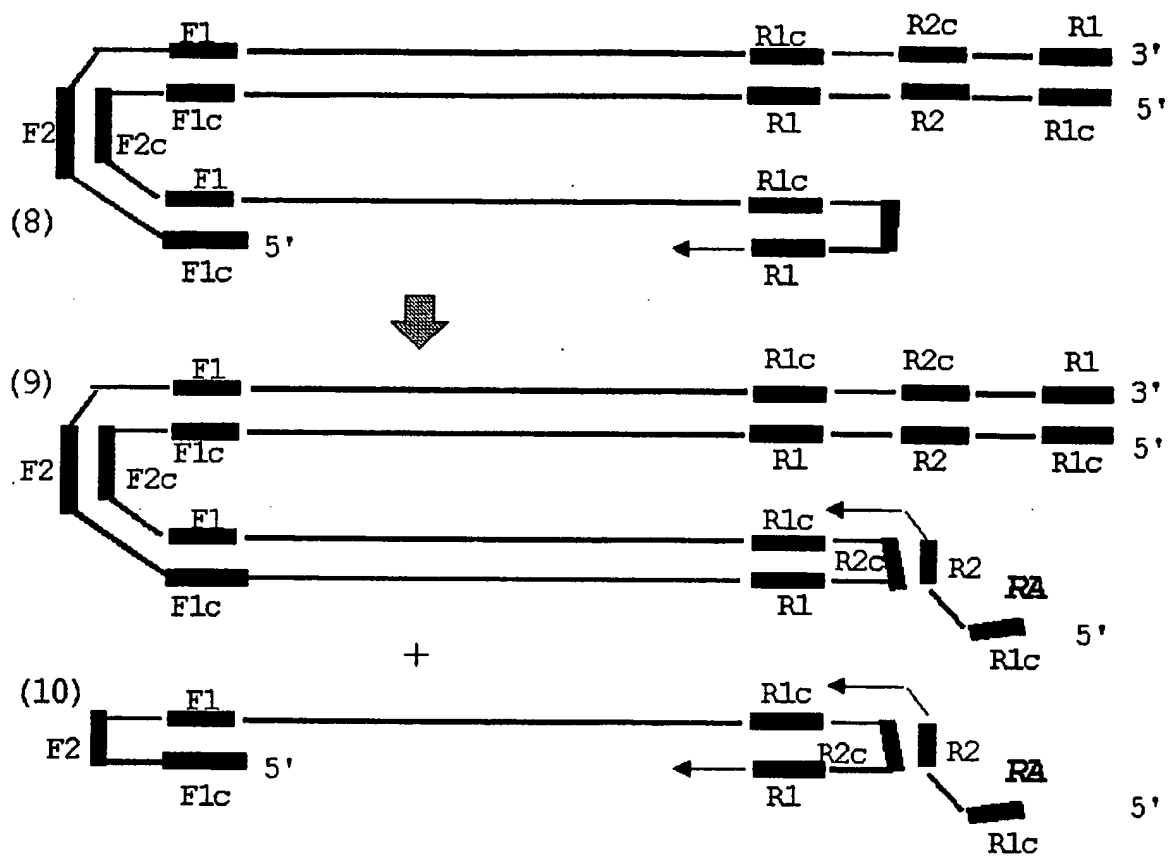 F1 R1c R2c R1
3'
F2 F2c F1c R1 R2 R1c 5'
F1 R1c
(8) 5'
F1c R1
(9) F1 R1c R2c R1 3'
F2 F2c F1c R1 R2 R1c 5'
F1 R1c R2c R2 RA
F1c R1 R1c 5'
+
(10) F1 R1c
F2 5' R2c R2 RA
F1c R1 R1c 5'